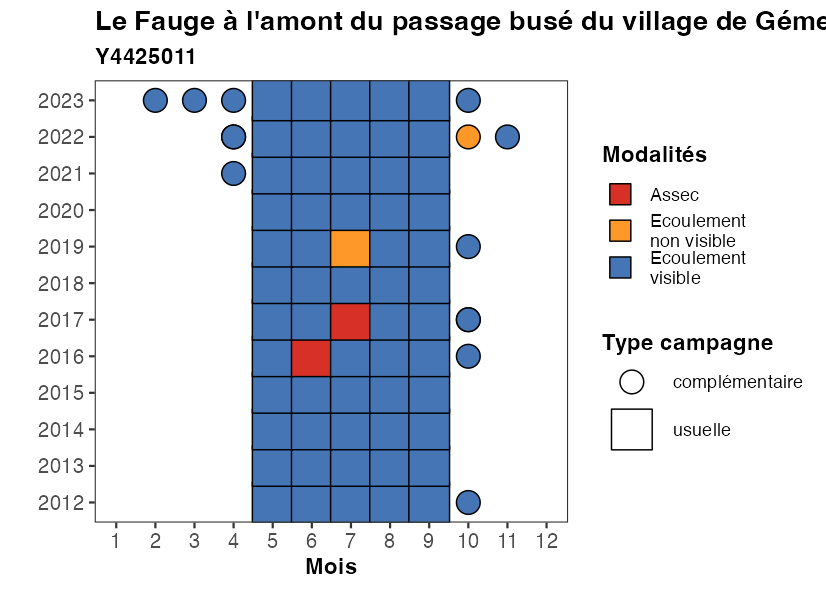 Le Fauge à l'amont du passage busé du village de Géme
Y4425011
2023
2022
2021
2020
2019
2018
2017
2016
2015
2014
2013
2012
1 2 3 4 5 6 7 8 9 10 11 12
Mois
Modalités
Assec
Ecoulement
non visible
Ecoulement
visible
Type campagne
complémentaire
usuelle